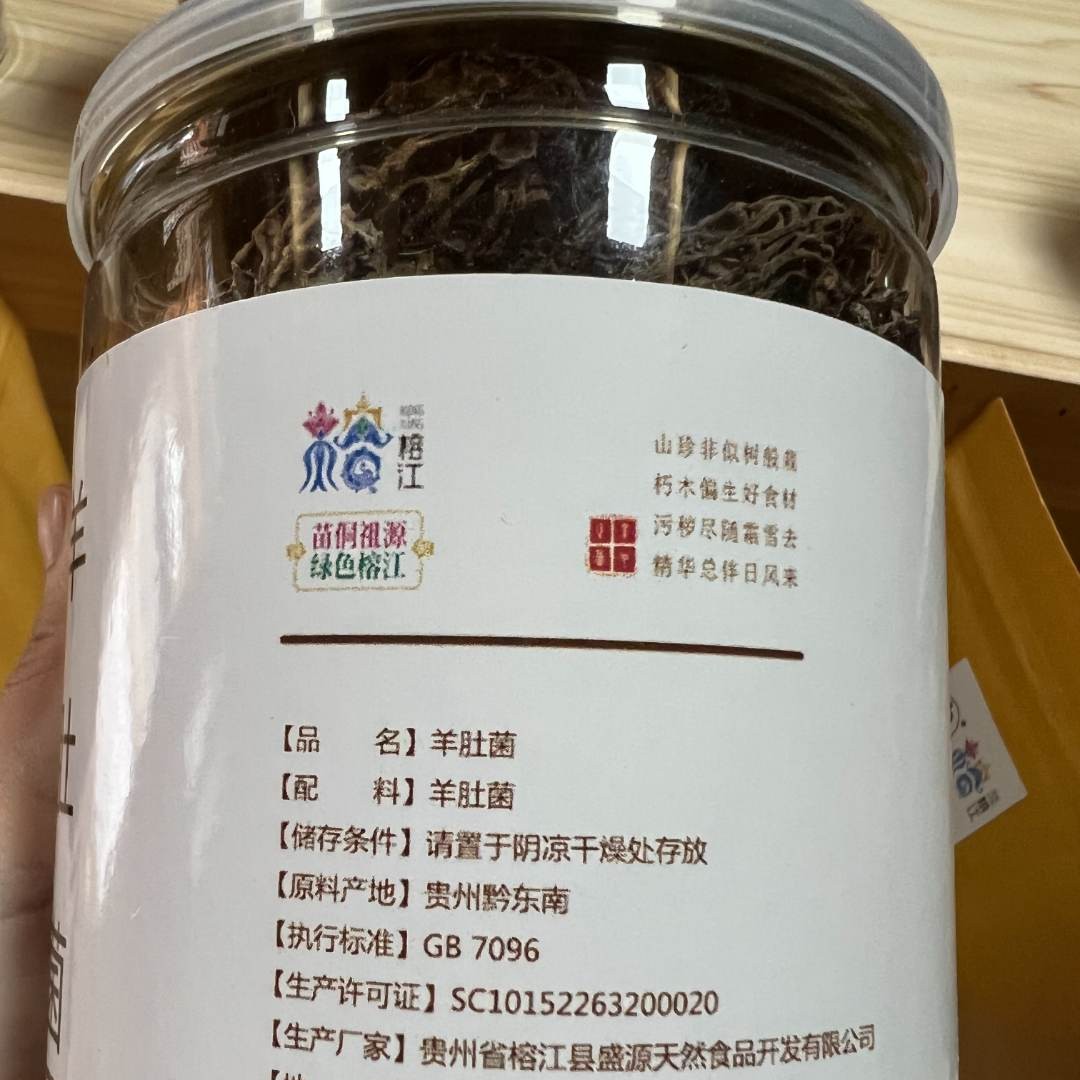 榕江
苗侗祖源
绿色榕江
山珍非似树般栽
朽木偏生好食材
污秽尽随霜雪去
精华总伴日风来
【品 名】羊肚菌
【配 料】羊肚菌
【储存条件】请置于阴凉干燥处存放
【原料产地】贵州黔东南
【执行标准】GB 7096
【生产许可证】SC10152263200020
【生产厂家】贵州省榕江县盛源天然食品开发有限公司